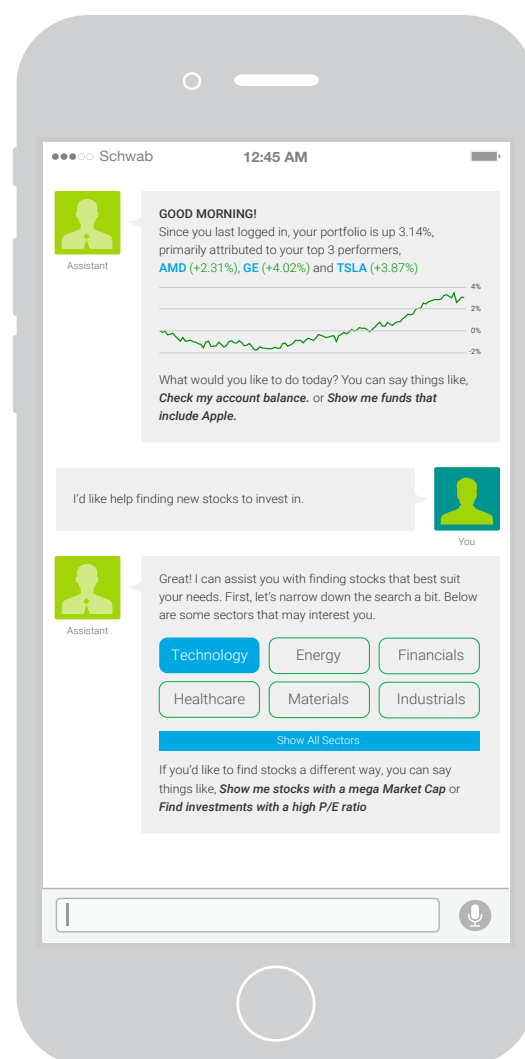 Schwab 12:45 AM
GOOD MORNING!
Since you last logged in, your portfolio is up 3.14%,
primarily attributed to your top 3 performers,
AMD (+2.31%), GE (+4.02%) and TSLA (+3.87%)
Assistant
4%
2%
0%
-2%
What would you like to do today? You can say things like,
Check my account balance. or Show me funds that
include Apple.
I'd like help finding new stocks to invest in.
You
Great! I can assist you with finding stocks that best suit
your needs. First, let's narrow down the search a bit. Below
are some sectors that may interest you.
Assistant
Technology Energy Financials
Healthcare Materials Industrials
Show All Sectors
If you'd like to find stocks a different way, you can say
things like, Show me stocks with a mega Market Cap or
Find investments with a high P/E ratio